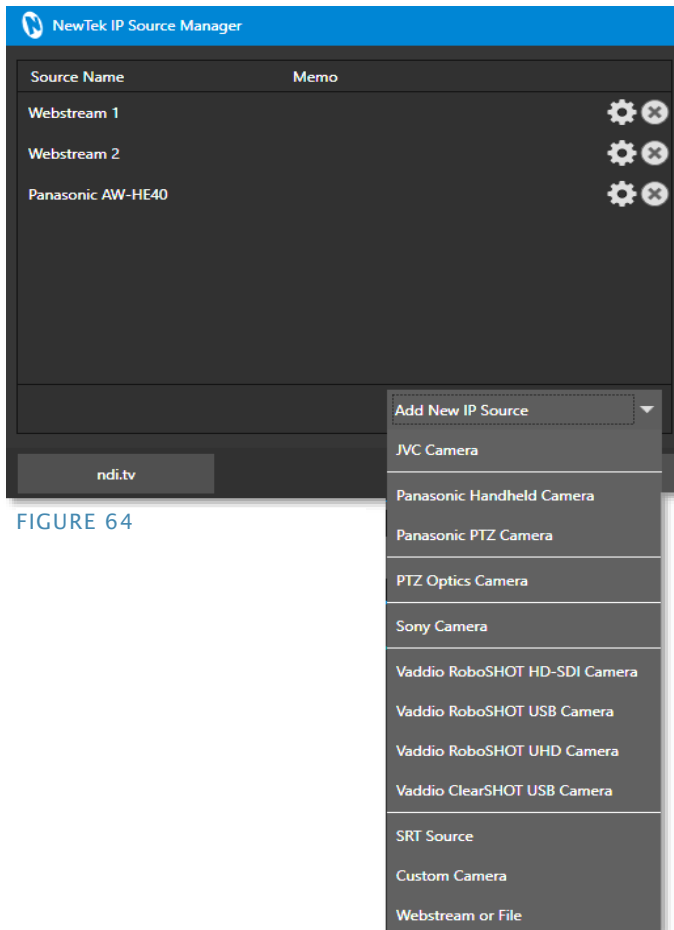 NewTek IP Source Manager
Source Name Memo
Webstream 1
Webstream 2
Panasonic AW-HE40
Add New IP Source
JVC Camera
ndi.tv
Panasonic Handheld Camera
FIGURE 64
Panasonic PTZ Camera
PTZ Optics Camera
Sony Camera
Vaddio RoboSHOT HD-SDI Camera
Vaddio RoboSHOT USB Camera
Vaddio RoboSHOT UHD Camera
Vaddio ClearSHOT USB Camera
SRT Source
Custom Camera
Webstream or File